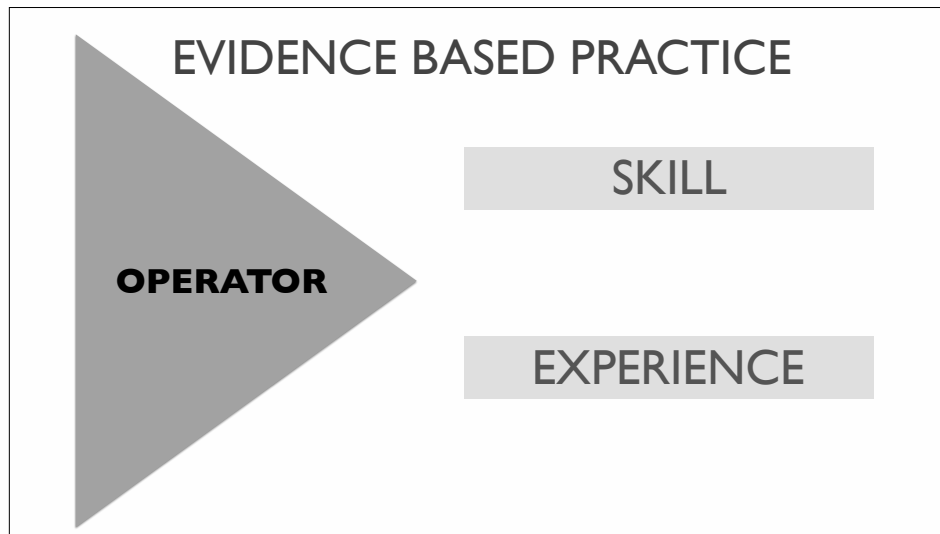 EVIDENCE BASED PRACTICE
SKILL
OPERATOR
EXPERIENCE